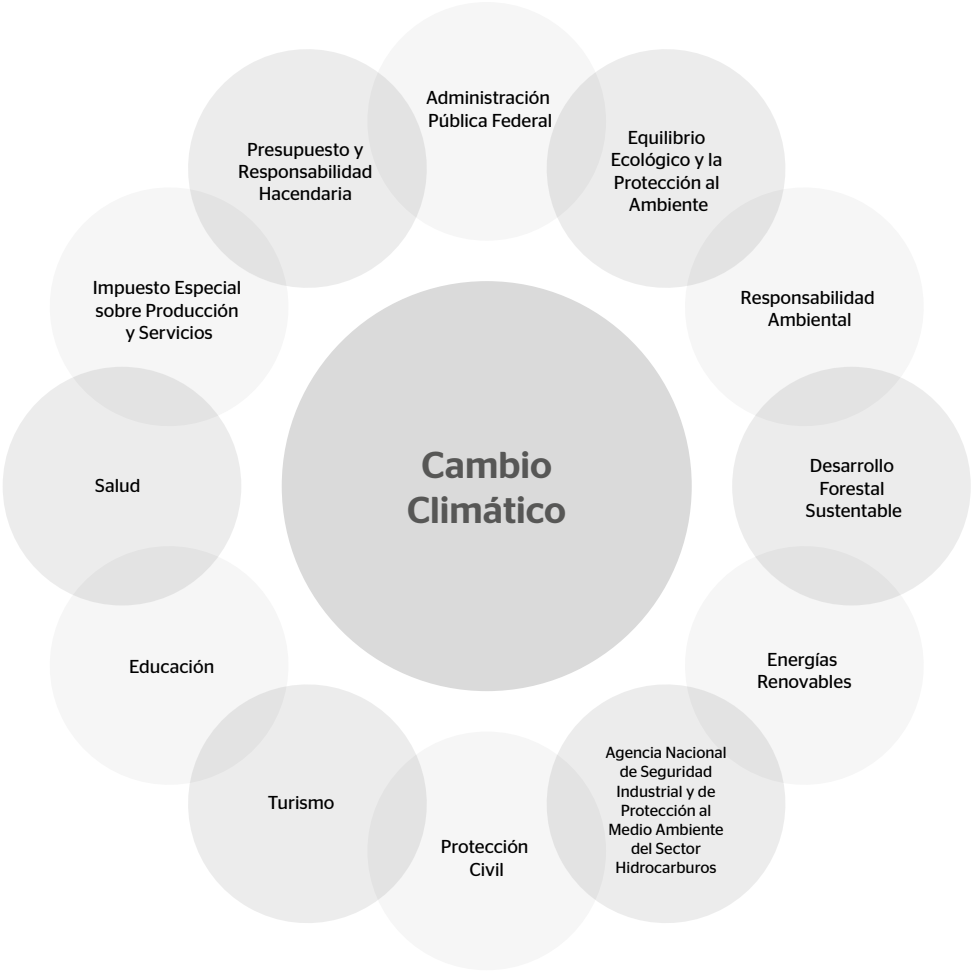 Administración
Pública Federal
Equilibrio
Ecológico y la
Protección al
Ambiente
Responsabilidad
Ambiental
Desarrollo
Forestal
Sustentable
Energías
Renovables
Agencia Nacional
de Seguridad
Industrial y de
Protección al
Medio Ambiente
del Sector
Hidrocarburos
Protección
Civil
Turismo
Educación
Salud
Impuesto Especial
sobre Producción
y Servicios
Presupuesto y
Responsabilidad
Hacendaria
Cambio
Climático